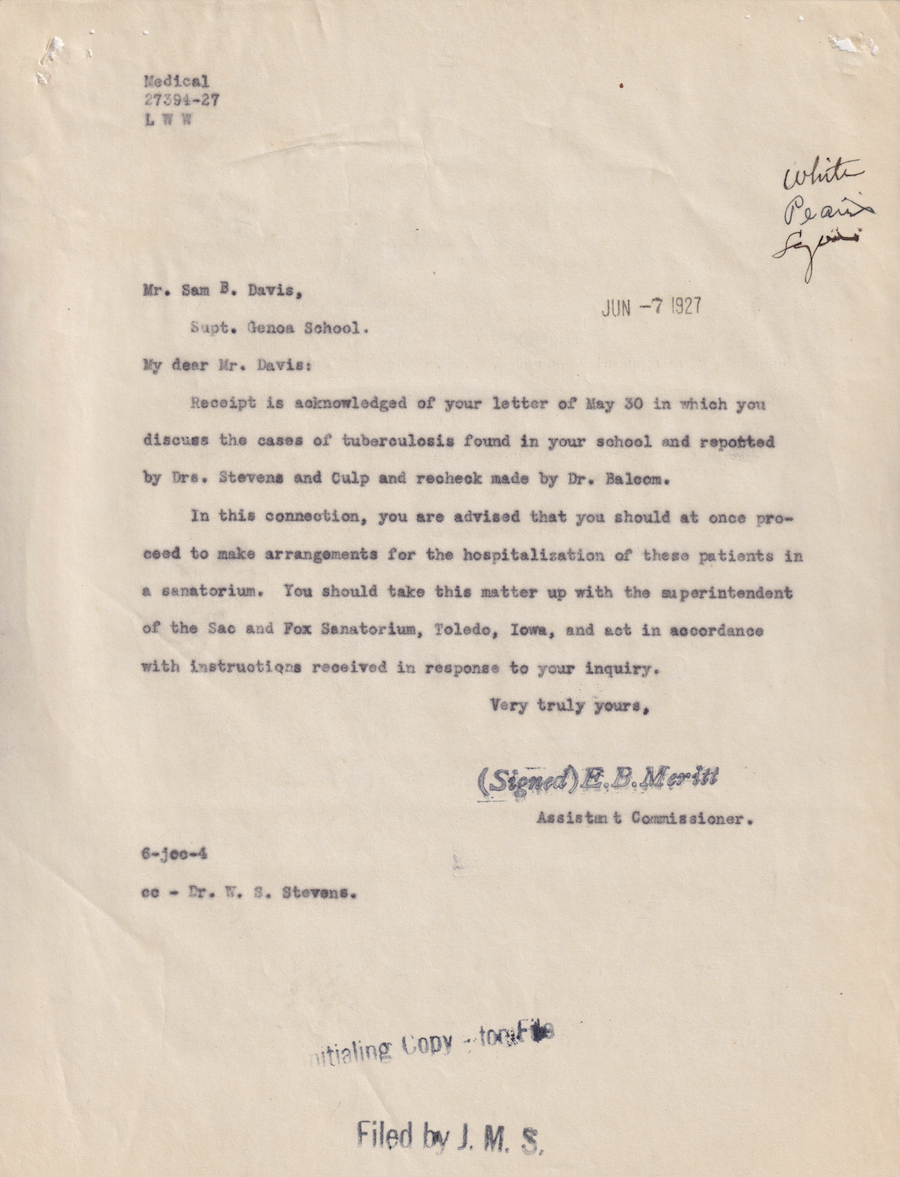 Medical
27394-27
L W W
White
Mr. Sam B. Davis,
JUN -7 1927
Supt. Genoa School.
My dear Mr. Davis:
Receipt is acknowledged of your letter of May 30 in which you
discuss the cases of tuberculosis found in your school and repotted
by Drs. Stevens and Culp and recheck made by Dr. Balcom.
In this connection, you are advised that you should at once pro-
ceed to make arrangements for the hospitalization of these patients in
a sanatorium. You should take this matter up with the superintendent
of the Sac and Fox Sanatorium, Toledo, Iowa, and act in accordance
with instructions received in response to your inquiry.
Very truly yours,
(Signed) E. B. Meritt
Assistant Commissioner.
6-jcc-4
cc - Dr. W. S. Stevens.
nitialing Copy - for File
Filed by J. M. S.